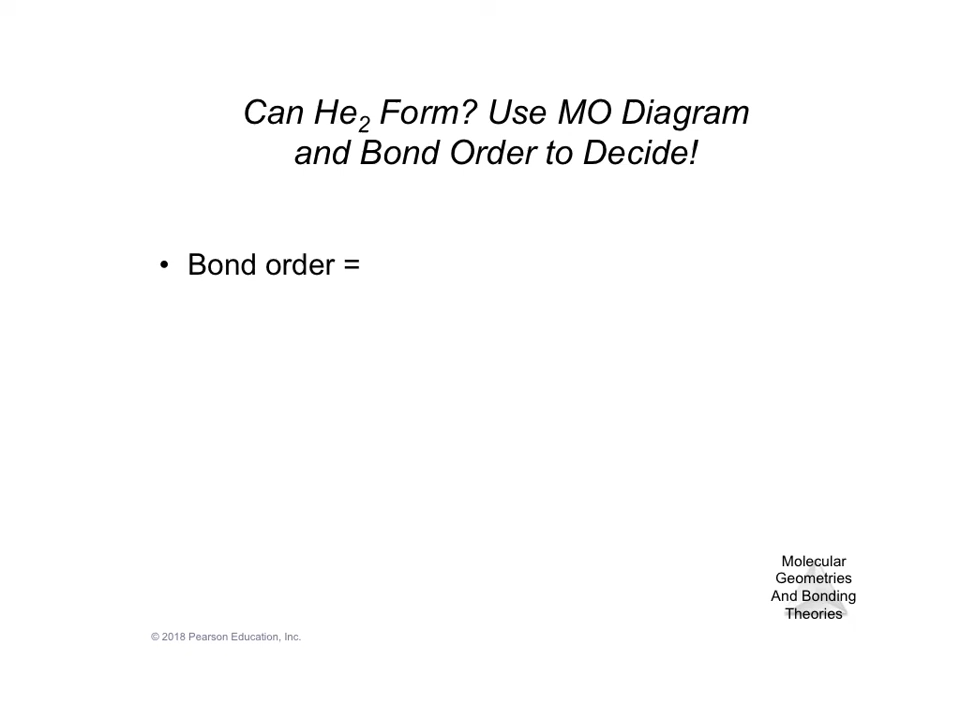 Can He₂ Form? Use MO Diagram
and Bond Order to Decide!
• Bond order =
Molecular
Geometries
And Bonding
Theories
© 2018 Pearson Education, Inc.